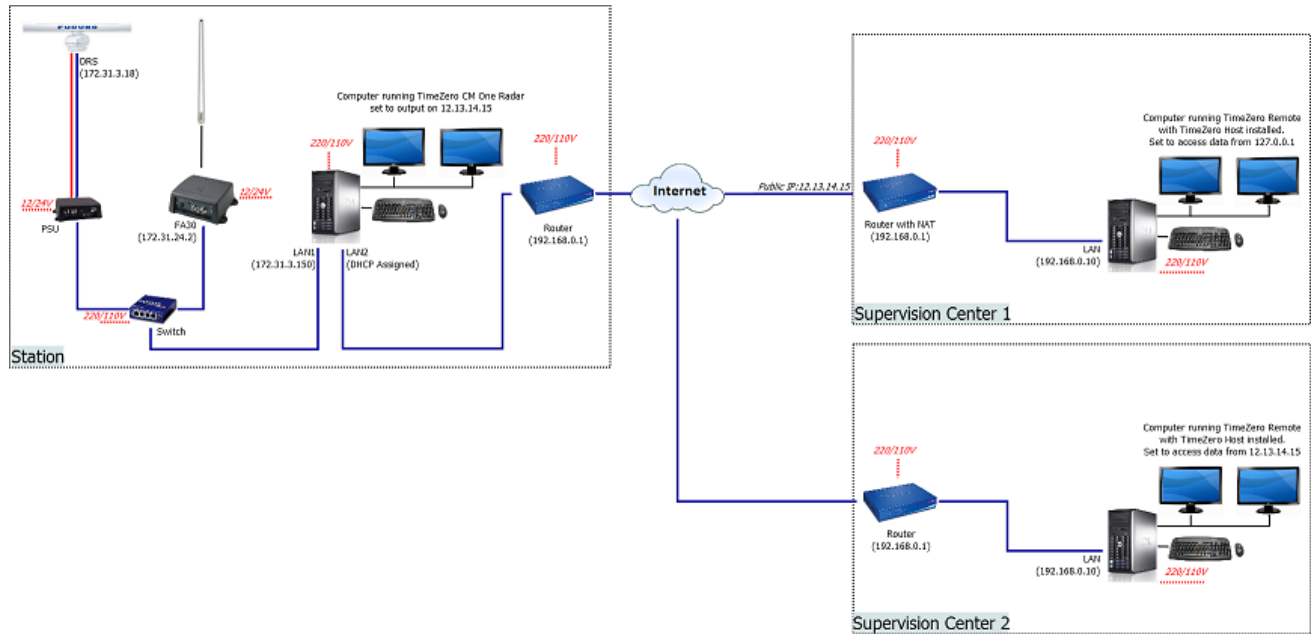 FURUNO
DRS
(172.31.3.18)
12/24V
PSU
12/24V
FA30
(172.31.24.2)
220/110V
Switch
Computer running TimeZero CM One Radar
set to output on 12.13.14.15
220/110V
LAN1
(172.31.3.150)
LAN2
(DHCP Assigned)
220/110V
Router
(192.168.0.1)
Station
Internet
Public IP:12.13.14.15
220/110V
Router with NAT
(192.168.0.1)
Computer running TimeZero Remote
with TimeZero Host installed.
Set to access data from 127.0.0.1
LAN
(192.168.0.10)
220/110V
Supervision Center 1
220/110V
Router
(192.168.0.1)
Computer running TimeZero Remote
with TimeZero Host installed.
Set to access data from 12.13.14.15
LAN
(192.168.0.10)
220/110V
Supervision Center 2